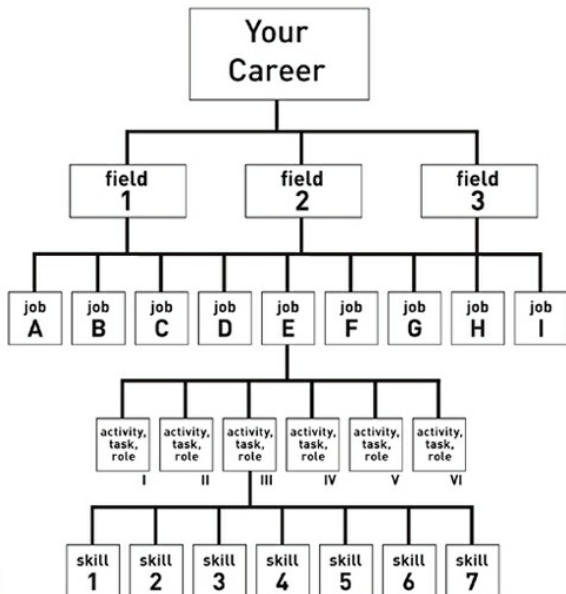 Your
Career
field
1
field
2
field
3
job
A
job
B
job
C
job
D
job
E
job
F
job
G
job
H
job
I
activity,
task,
role
I
activity,
task,
role
II
activity,
task,
role
III
activity,
task,
role
IV
activity,
task,
role
V
activity,
task,
role
VI
skill
1
skill
2
skill
3
skill
4
skill
5
skill
6
skill
7